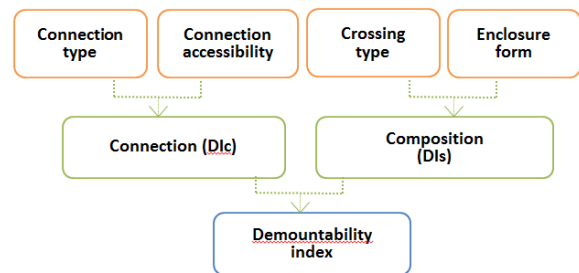 Connection
type
Connection
accessibility
Crossing
type
Enclosure
form
Connection (DIc)
Composition
(DIs)
Demountability
index